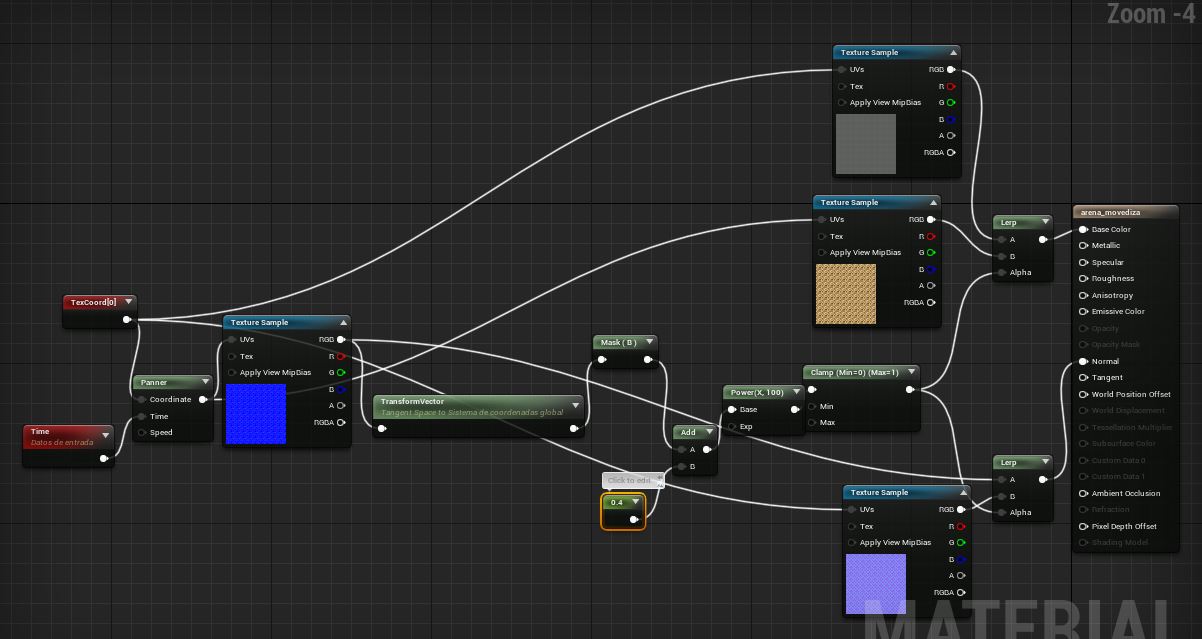 Zoom -4
Texture Sample
UVs
RGB
Tex
R
Apply View MipBias
G
B
A
RGBA
Texture Sample
UVs
RGB
Tex
R
Apply View MipBias
G
B
A
RGBA
Lerp
A
B
Alpha
arena_movediza
Base Color
Metallic
Specular
Roughness
Anisotropy
Emissive Color
Opacity
Opacity Mask
Normal
Tangent
World Position Offset
World Displacement
Tessellation Multiplier
Subsurface Color
Custom Data 0
Custom Data 1
Ambient Occlusion
Refraction
Pixel Depth Offset
Shading Model
TexCoord[0]
Texture Sample
UVs
RGB
Tex
R
Apply View MipBias
G
B
A
RGBA
Panner
Coordinate
Time
Speed
Time
Datos de entrada
TransformVector
Tangent Space to Sistema de coordenadas global
Mask ( B )
Add
A
B
Click to edit
0.4
Power(X, 100)
Base
Exp
Clamp (Min=0) (Max=1)
Min
Max
Lerp
A
B
Alpha
Texture Sample
UVs
RGB
Tex
R
Apply View MipBias
G
B
A
RGBA
MATERIAL